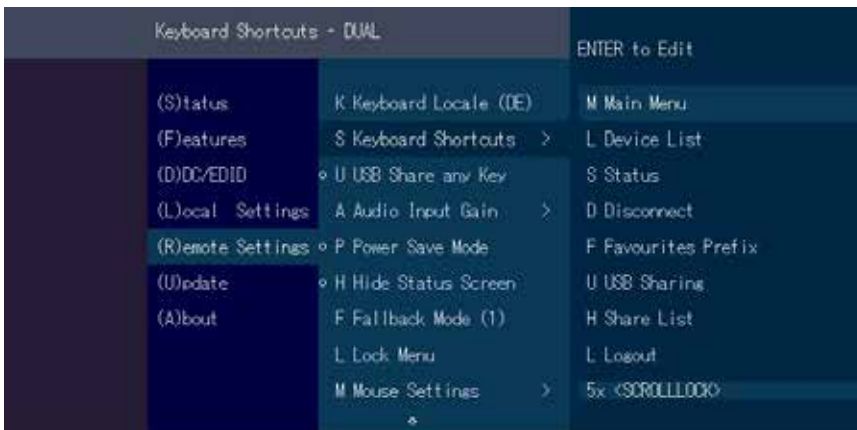 Keyboard Shortcuts - DUAL
ENTER to Edit
(S)tatus
(F)eatures
(D)DC/EDID
(L)ocal Settings
(R)emote Settings
(U)pdate
(A)bout
K Keyboard Locale (DE)
S Keyboard Shortcuts >
U USB Share any Key
A Audio Input Gain >
P Power Save Mode
H Hide Status Screen
F Fallback Mode (1)
L Lock Menu
M Mouse Settings >
M Main Menu
L Device List
S Status
D Disconnect
F Favourites Prefix
U USB Sharing
H Share List
L Logout
5x <SCROLLLOCK>